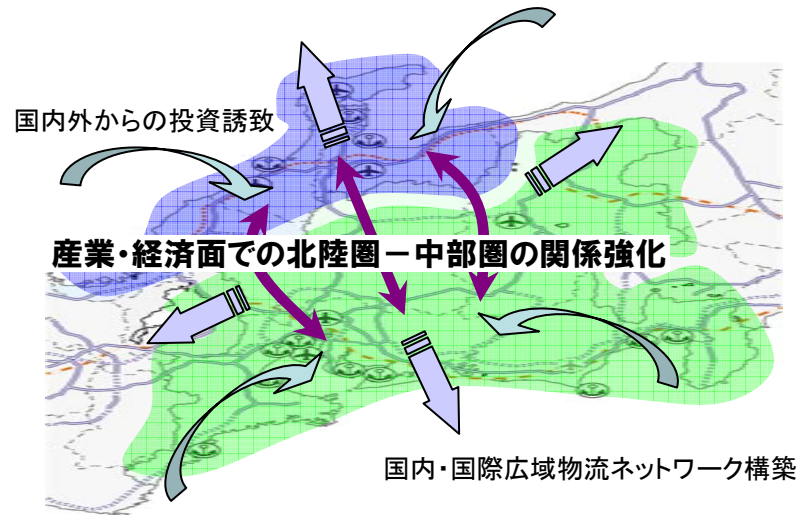 国内外からの投資誘致
産業・経済面での北陸圏－中部圏の関係強化
国内・国際広域物流ネットワーク構築